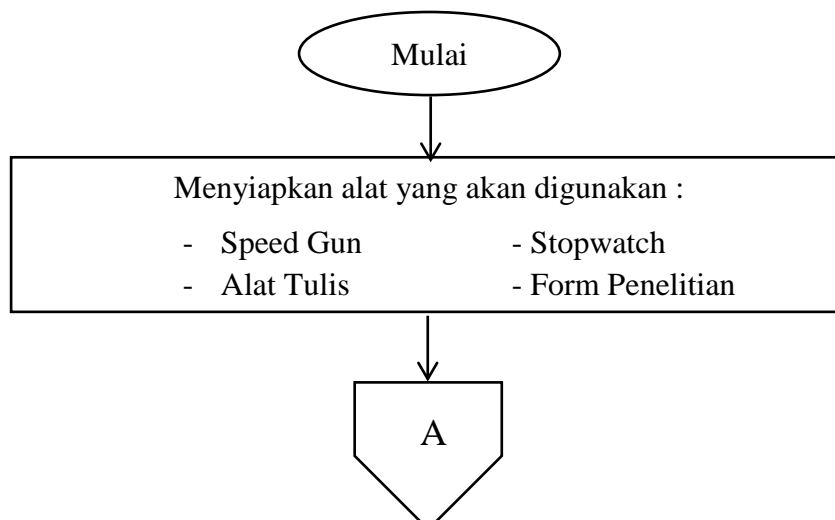 Mulai
Menyiapkan alat yang akan digunakan :
- Speed Gun - Stopwatch
- Alat Tulis - Form Penelitian
A